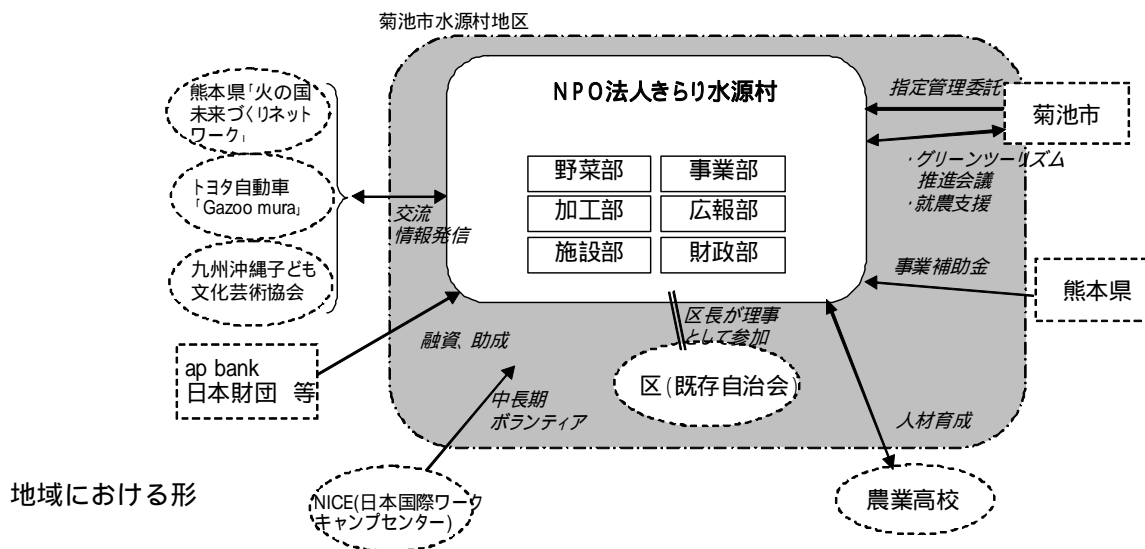 菊池市水源村地区
熊本県「火の国
未来づくりネット
ワーク」
トヨタ自動車
「Gazoo mura」
九州沖縄子ども
文化芸術協会
交流
情報発信
NPO法人きらり水源村
野菜部
事業部
加工部
広報部
施設部
財政部
指定管理委託
菊池市
・グリーンツーリズム
推進会議
・就農支援
事業補助金
熊本県
区長が理事
として参加
区(既存自治会)
融資、助成
ap bank
日本財団 等
中長期
ボランティア
人材育成
農業高校
NICE(日本国際ワーク
キャンプセンター)
地域における形